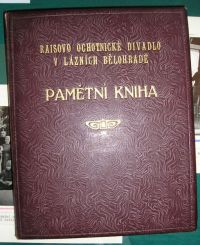 RAISOVO OCHOTNICKÉ DIVADLO
V LÁZNÍCH BĚLOHRADĚ
PAMĚTNÍ KNIHA